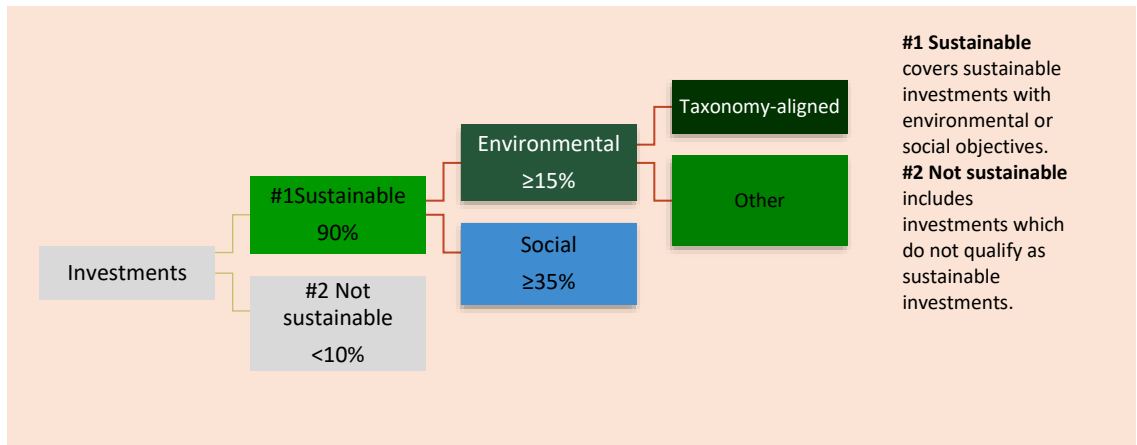 Investments
#1Sustainable
90%
#2 Not
sustainable
<10%
Environmental
≥15%
Social
≥35%
Taxonomy-aligned
Other
#1 Sustainable
covers sustainable
investments with
environmental or
social objectives.
#2 Not sustainable
includes
investments which
do not qualify as
sustainable
investments.